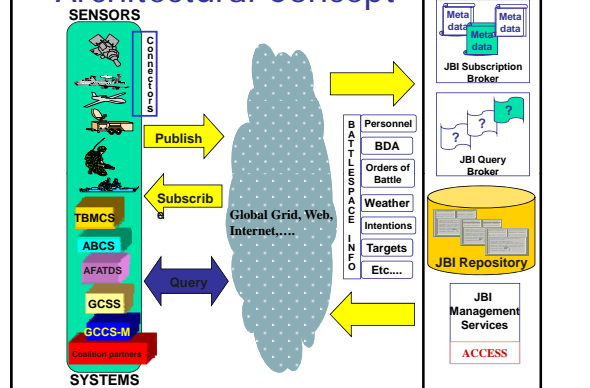 Architectural Concept
SENSORS
Connectors
Publish
Subscrib
e
Query
TBMCS
ABCS
AFATDS
GCSS
GCCS-M
Coalition partners
SYSTEMS
Global Grid, Web,
Internet,....
BATTLESPACE INFO
Personnel
BDA
Orders of
Battle
Weather
Intentions
Targets
Etc....
Meta
data
Meta
data
Meta
data
JBI Subscription
Broker
?
?
?
JBI Query
Broker
JBI Repository
JBI
Management
Services
ACCESS